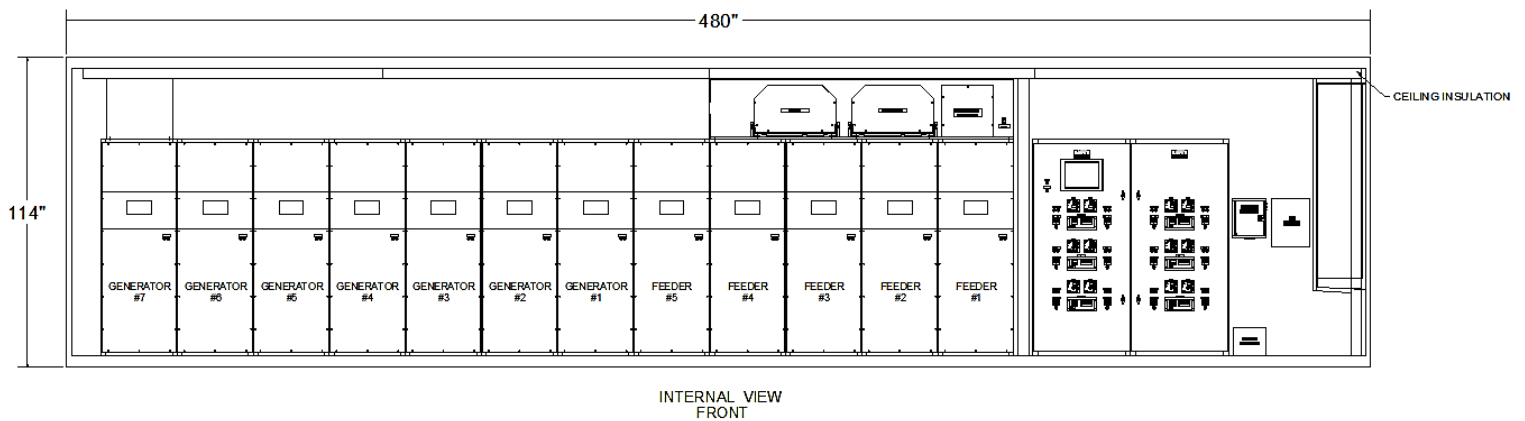 480"
CEILING INSULATION
114"
GENERATOR
#7
GENERATOR
#6
GENERATOR
#5
GENERATOR
#4
GENERATOR
#3
GENERATOR
#2
GENERATOR
#1
FEEDER
#5
FEEDER
#4
FEEDER
#3
FEEDER
#2
FEEDER
#1
INTERNAL VIEW
FRONT